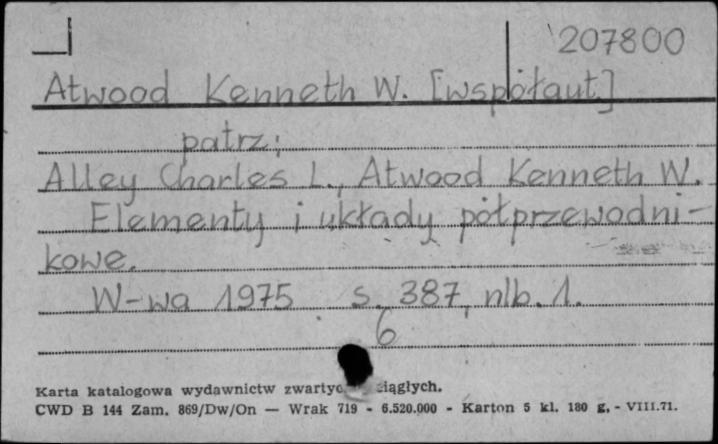 207800
Atwood Kenneth W. [współaut.]
patrz;
Alley Charles L., Atwood Kenneth W.
Elementy i układy półprzewodni-
kowe.
W-wa 1975 s. 387, nlb. 1.
6
Karta katalogowa wydawnictw
CWD B 144 Zam. 869/Dw/On — Wrak 719 - 6.520.000 - Karton 5 kl. 180 g. - VIII.71.